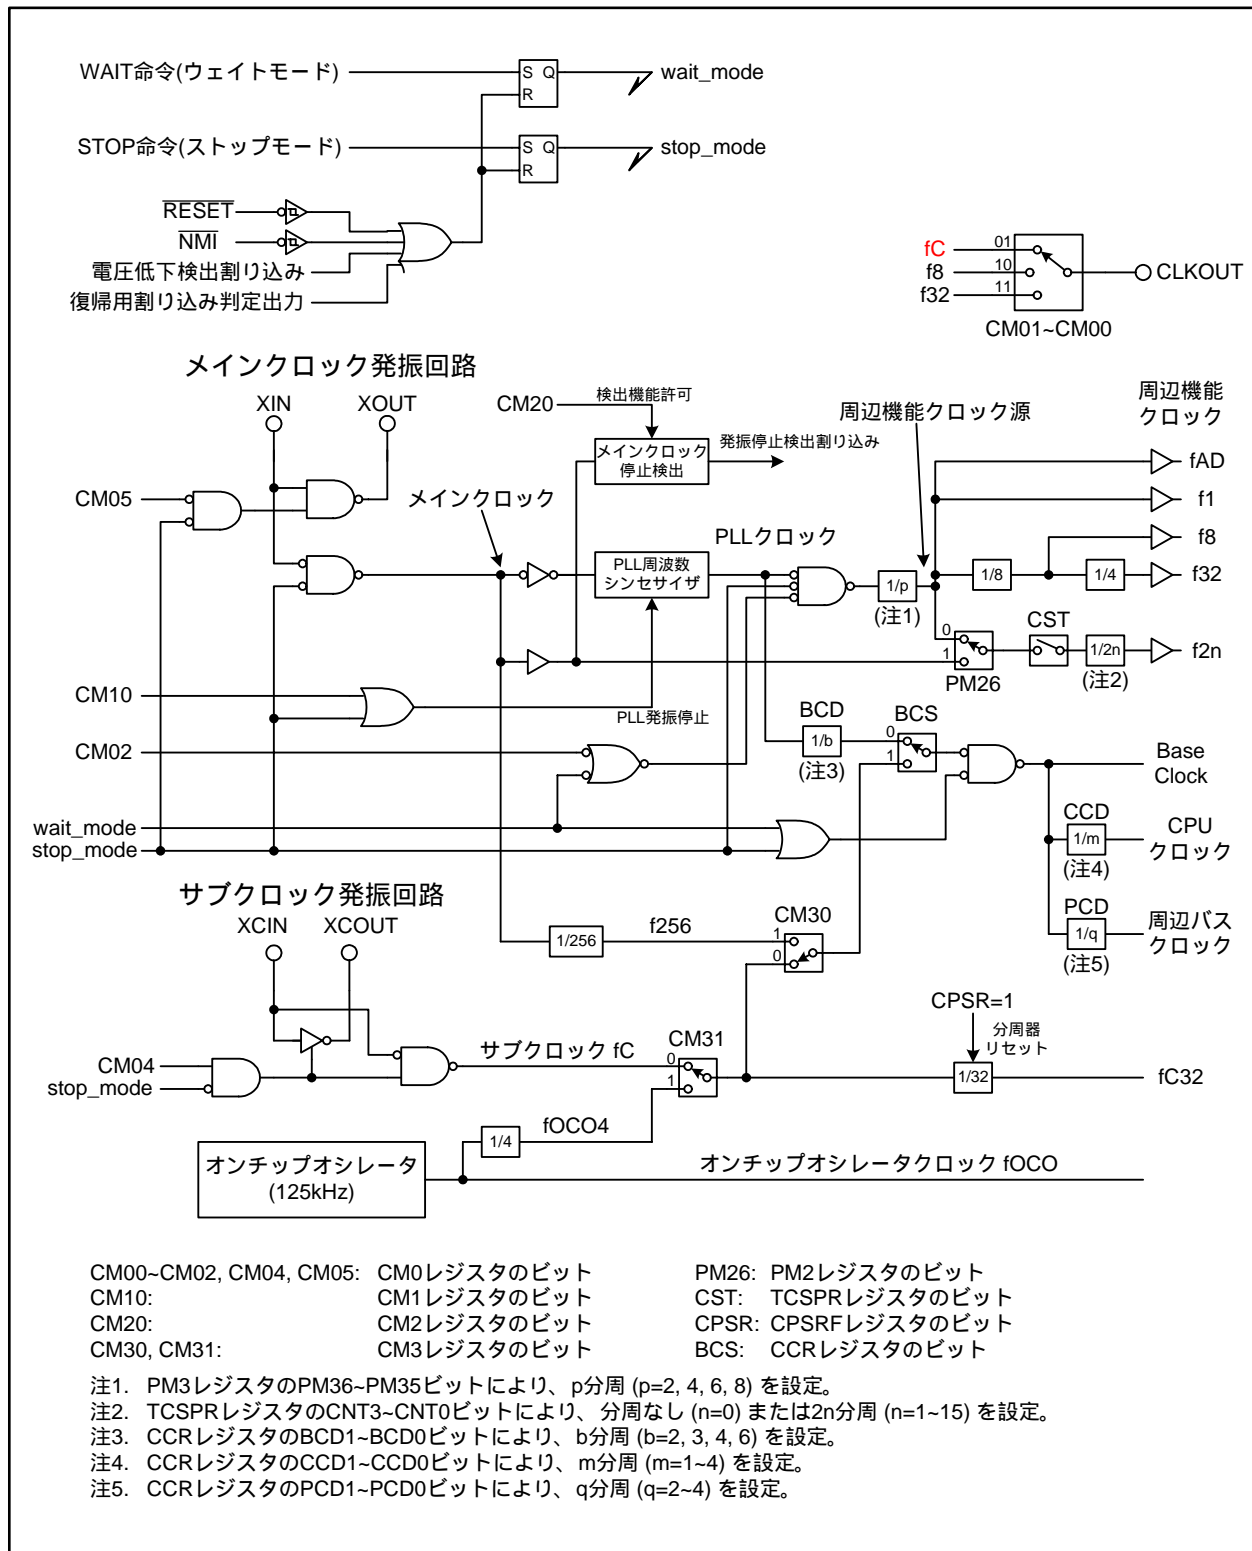 WAIT命令(ウェイトモード)
S Q
R
wait_mode
STOP命令(ストップモード)
S Q
R
stop_mode
RESET
NMI
電圧低下検出割り込み
復帰用割り込み判定出力
fC
01
f8
10
f32
11
CLKOUT
CM01~CM00
メインクロック発振回路
XIN
XOUT
CM20
検出機能許可
メインクロック
停止検出
発振停止検出割り込み
周辺機能クロック源
周辺機能
クロック
fAD
f1
f8
f32
f2n
CM05
メインクロック
PLL周波数
シンセサイザ
PLLクロック
1/p
(注1)
1/8
1/4
0
1
PM26
CST
1/2n
(注2)
CM10
PLL発振停止
CM02
BCD
1/b
(注3)
BCS
0
1
Base
Clock
wait_mode
stop_mode
CCD
1/m
(注4)
CPU
クロック
PCD
1/q
(注5)
周辺バス
クロック
サブクロック発振回路
XCIN
XCOUT
1/256
f256
CM30
1
0
CPSR=1
分周器
リセット
CM04
stop_mode
サブクロック fC
CM31
0
1
1/32
fC32
1/4
fOCO4
オンチップオシレータ
(125kHz)
オンチップオシレータクロック fOCO
CM00~CM02, CM04, CM05: CM0レジスタのビット
PM26: PM2レジスタのビット
CM10: CM1レジスタのビット
CST: TCSPRレジスタのビット
CM20: CM2レジスタのビット
CPSR: CPSRFレジスタのビット
CM30, CM31: CM3レジスタのビット
BCS: CCRレジスタのビット
注1. PM3レジスタのPM36~PM35ビットにより、p分周 (p=2, 4, 6, 8) を設定。
注2. TCSPRレジスタのCNT3~CNT0ビットにより、分周なし (n=0) または2n分周 (n=1~15) を設定。
注3. CCRレジスタのBCD1~BCD0ビットにより、b分周 (b=2, 3, 4, 6) を設定。
注4. CCRレジスタのCCD1~CCD0ビットにより、m分周 (m=1~4) を設定。
注5. CCRレジスタのPCD1~PCD0ビットにより、q分周 (q=2~4) を設定。